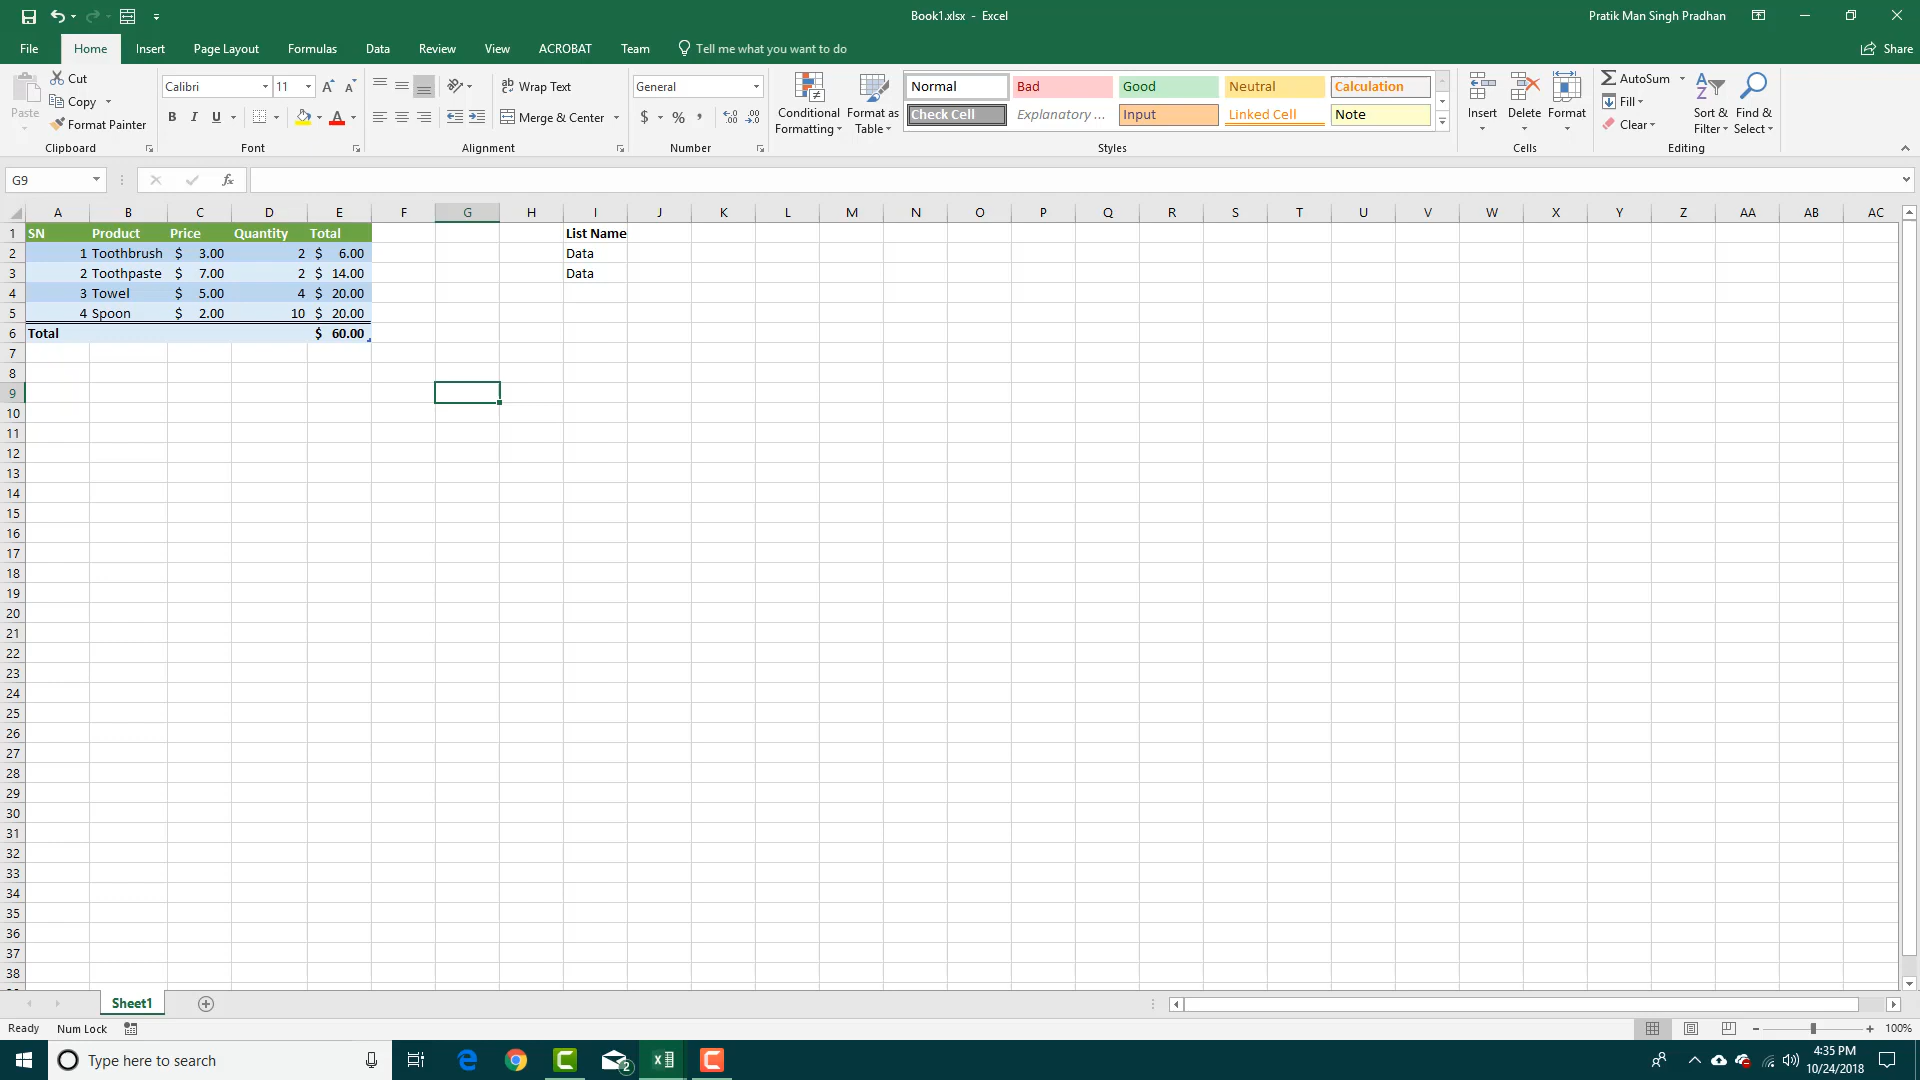 Book1.xlsx - Excel
Pratik Man Singh Pradhan
File Home Insert Page Layout Formulas Data Review View ACROBAT Team Tell me what you want to do Share
Paste
Cut
Copy
Format Painter
Clipboard
Calibri 11
B I U
Font
Wrap Text
Merge & Center
Alignment
General
$ % ,
Number
Conditional Formatting
Format as Table
Normal Bad Good Neutral Calculation
Check Cell Explanatory ... Input Linked Cell Note
Styles
Insert Delete Format
Cells
AutoSum
Fill
Clear
Sort & Filter
Find & Select
Editing
G9
fx
A B C D E F G H I J K L M N O P Q R S T U V W X Y Z AA AB AC
1 SN Product Price Quantity Total List Name
2 1 Toothbrush $ 3.00 2 $ 6.00 Data
3 2 Toothpaste $ 7.00 2 $ 14.00 Data
4 3 Towel $ 5.00 4 $ 20.00
5 4 Spoon $ 2.00 10 $ 20.00
6 Total $ 60.00
7
8
9
10
11
12
13
14
15
16
17
18
19
20
21
22
23
24
25
26
27
28
29
30
31
32
33
34
35
36
37
38
Sheet1
Ready Num Lock 100%
Type here to search
2
4:35 PM
10/24/2018